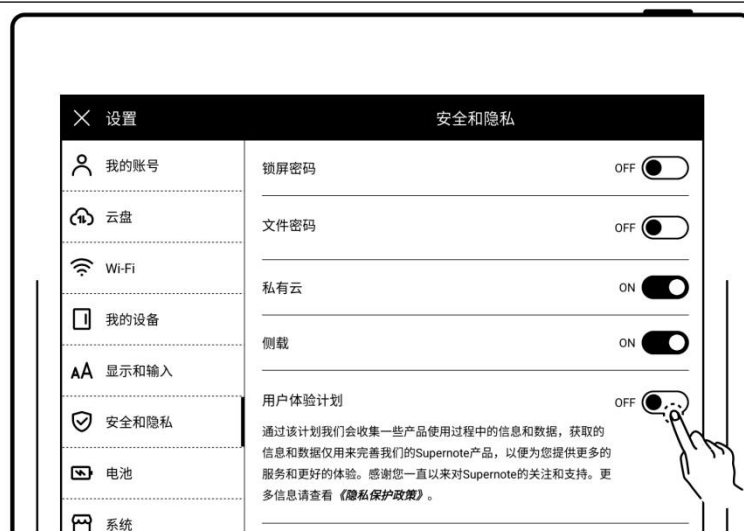 设置
安全和隐私
我的账号
云盘
Wi-Fi
我的设备
显示和输入
安全和隐私
电池
系统
锁屏密码 OFF
文件密码 OFF
私有云 ON
侧载 ON
用户体验计划 OFF
通过该计划我们会收集一些产品使用过程中的信息和数据，获取的
信息和数据仅用来完善我们的Supernote产品，以便为您提供更多的
服务和更好的体验。感谢您一直以来对Supernote的关注和支持。更
多信息请查看《隐私保护政策》。